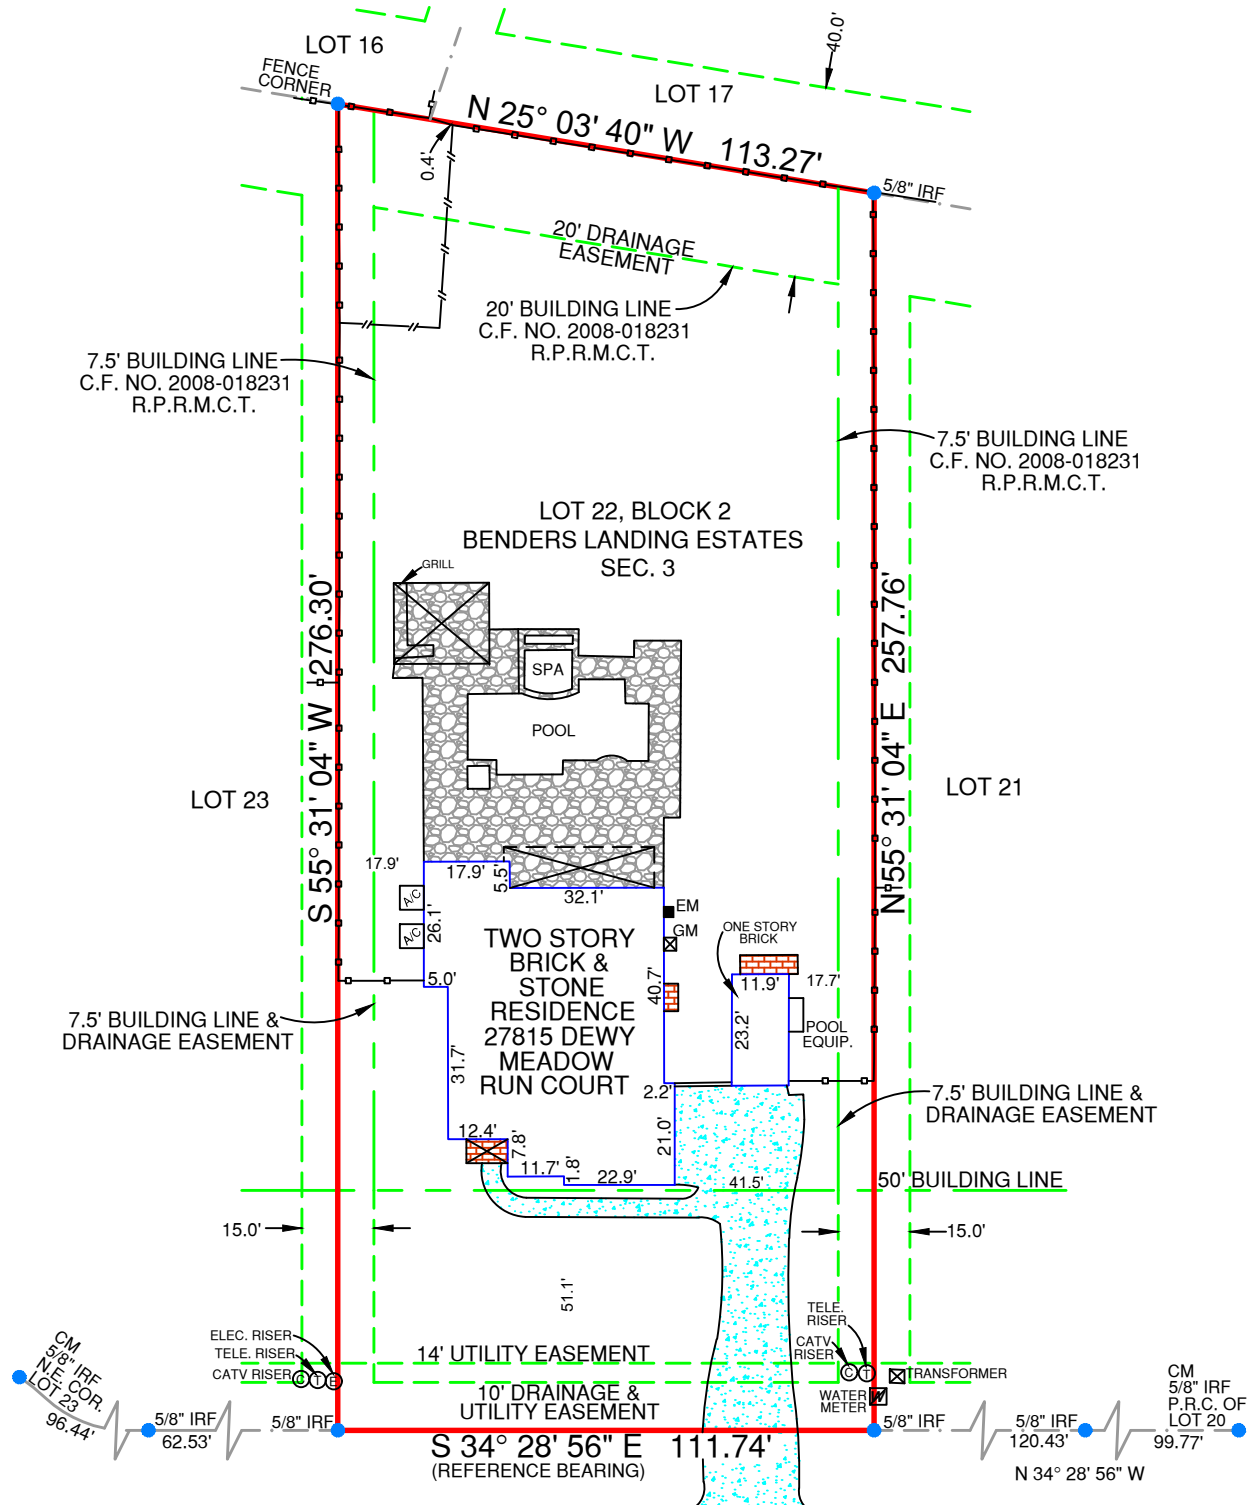 LOT 16
40.0'
FENCE
CORNER
LOT 17
N 25° 03' 40" W 113.27'
0.4'
5/8" IRF
20' DRAINAGE
EASEMENT
20' BUILDING LINE
C.F. NO. 2008-018231
R.P.R.M.C.T.
7.5' BUILDING LINE
C.F. NO. 2008-018231
R.P.R.M.C.T.
7.5' BUILDING LINE
C.F. NO. 2008-018231
R.P.R.M.C.T.
LOT 22, BLOCK 2
BENDERS LANDING ESTATES
SEC. 3
GRILL
S 55° 31' 04" W 276.30'
N 55° 31' 04" E 257.76'
SPA
POOL
LOT 23
LOT 21
17.9'
17.9'
5.5'
32.1'
A/C
A/C
26.1'
EM
GM
ONE STORY
BRICK
TWO STORY
BRICK &
STONE
RESIDENCE
27815 DEWY
MEADOW
RUN COURT
5.0'
40.7'
11.9'
17.7'
23.2'
POOL
EQUIP.
7.5' BUILDING LINE &
DRAINAGE EASEMENT
31.7'
2.2'
7.5' BUILDING LINE &
DRAINAGE EASEMENT
12.4'
7.8'
21.0'
11.7'
1.8'
22.9'
41.5'
50' BUILDING LINE
15.0'
15.0'
51.1'
TELE.
RISER
CATV
RISER
ELEC. RISER
TELE. RISER
CATV RISER
C T E
14' UTILITY EASEMENT
C T
TRANSFORMER
10' DRAINAGE &
UTILITY EASEMENT
WATER
METER
W
CM
5/8" IRF
N.E. COR.
LOT 23
96.44'
5/8" IRF
62.53'
5/8" IRF
S 34° 28' 56" E 111.74'
(REFERENCE BEARING)
5/8" IRF
5/8" IRF
120.43'
CM
5/8" IRF
P.R.C. OF
LOT 20
99.77'
N 34° 28' 56" W